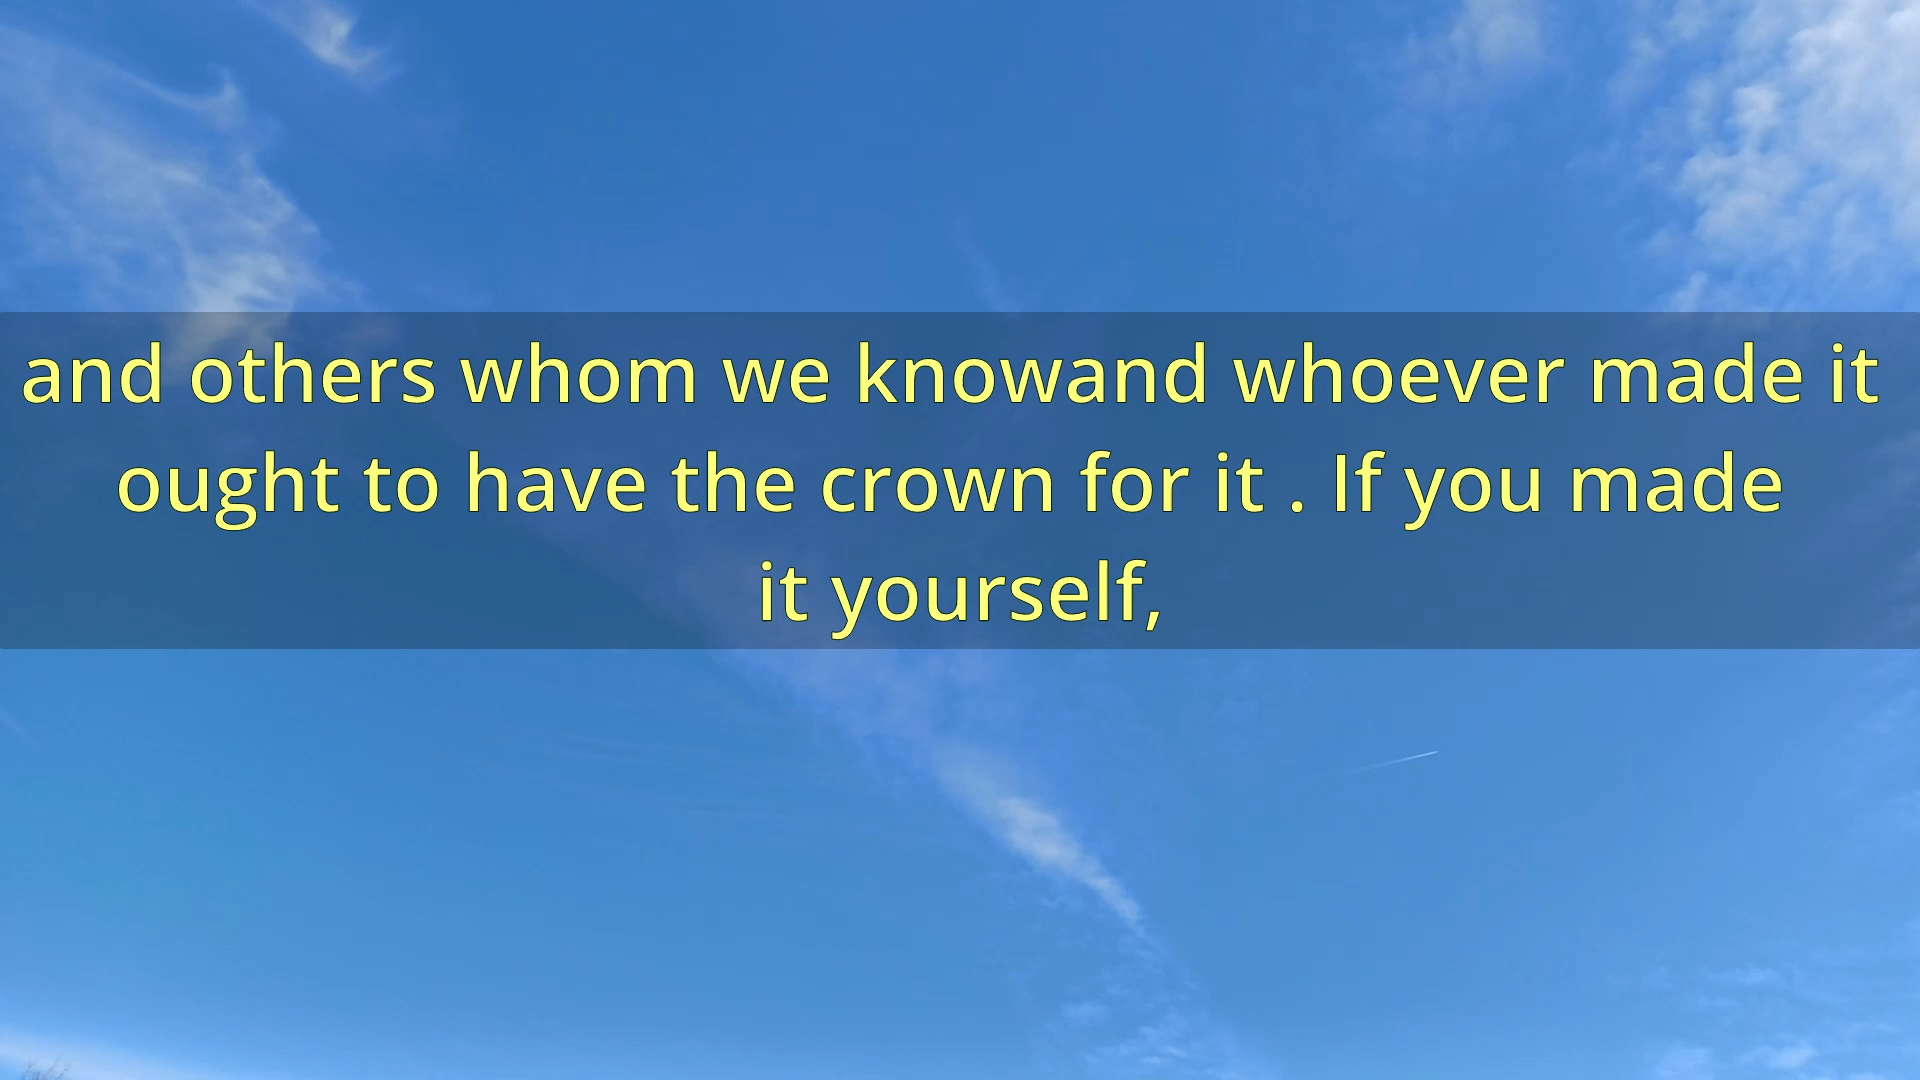 and others whom we knowand whoever made it
ought to have the crown for it . If you made
it yourself,